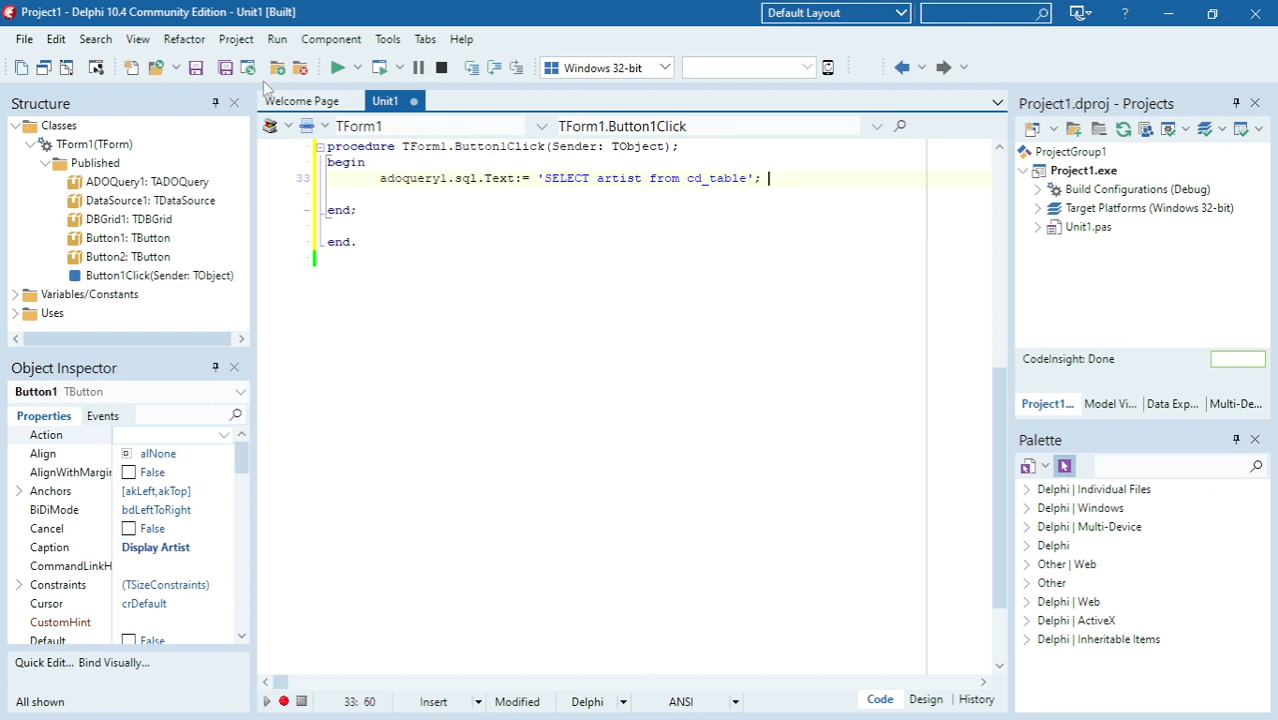 Project1 - Delphi 10.4 Community Edition - Unit1 [Built]
Default Layout
?
File Edit Search View Refactor Project Run Component Tools Tabs Help
Windows 32-bit
Structure
Classes
TForm1(TForm)
Published
ADOQuery1: TADOQuery
DataSource1: TDataSource
DBGrid1: TDBGrid
Button1: TButton
Button2: TButton
Button1Click(Sender: TObject)
Variables/Constants
Uses
Object Inspector
Button1 TButton
Properties Events
Action
Align alNone
AlignWithMargin False
Anchors [akLeft,akTop]
BiDiMode bdLeftToRight
Cancel False
Caption Display Artist
CommandLinkH
Constraints (TSizeConstraints)
Cursor crDefault
CustomHint
Default False
Quick Edit... Bind Visually...
All shown
Welcome Page Unit1
TForm1 TForm1.Button1Click
procedure TForm1.Button1Click(Sender: TObject);
begin
33 adoquery1.sql.Text:= 'SELECT artist from cd_table';
end;
end.
33: 60 Insert Modified Delphi ANSI Code Design History
Project1.dproj - Projects
ProjectGroup1
Project1.exe
Build Configurations (Debug)
Target Platforms (Windows 32-bit)
Unit1.pas
CodeInsight: Done
Project1... Model Vi... Data Exp... Multi-De...
Palette
Delphi | Individual Files
Delphi | Windows
Delphi | Multi-Device
Delphi
Other | Web
Other
Delphi | Web
Delphi | ActiveX
Delphi | Inheritable Items